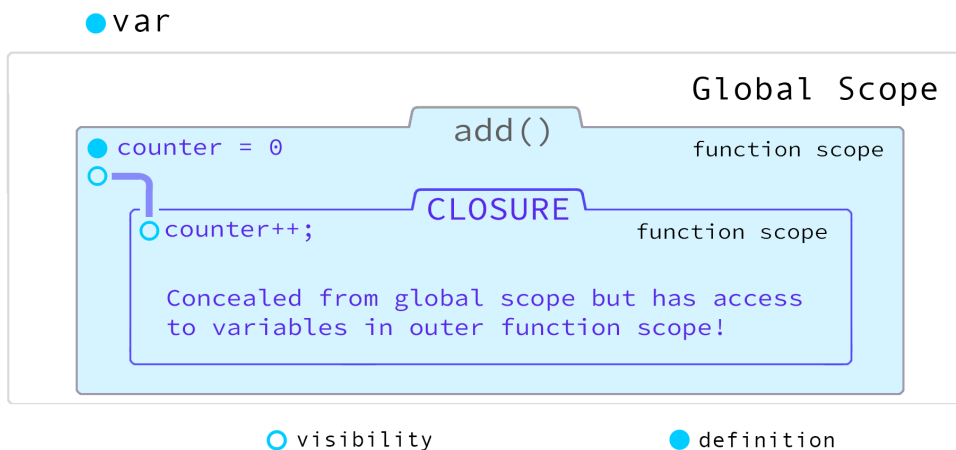 var
Global Scope
add()
counter = 0
function scope
CLOSURE
counter++;
function scope
Concealed from global scope but has access
to variables in outer function scope!
visibility
definition